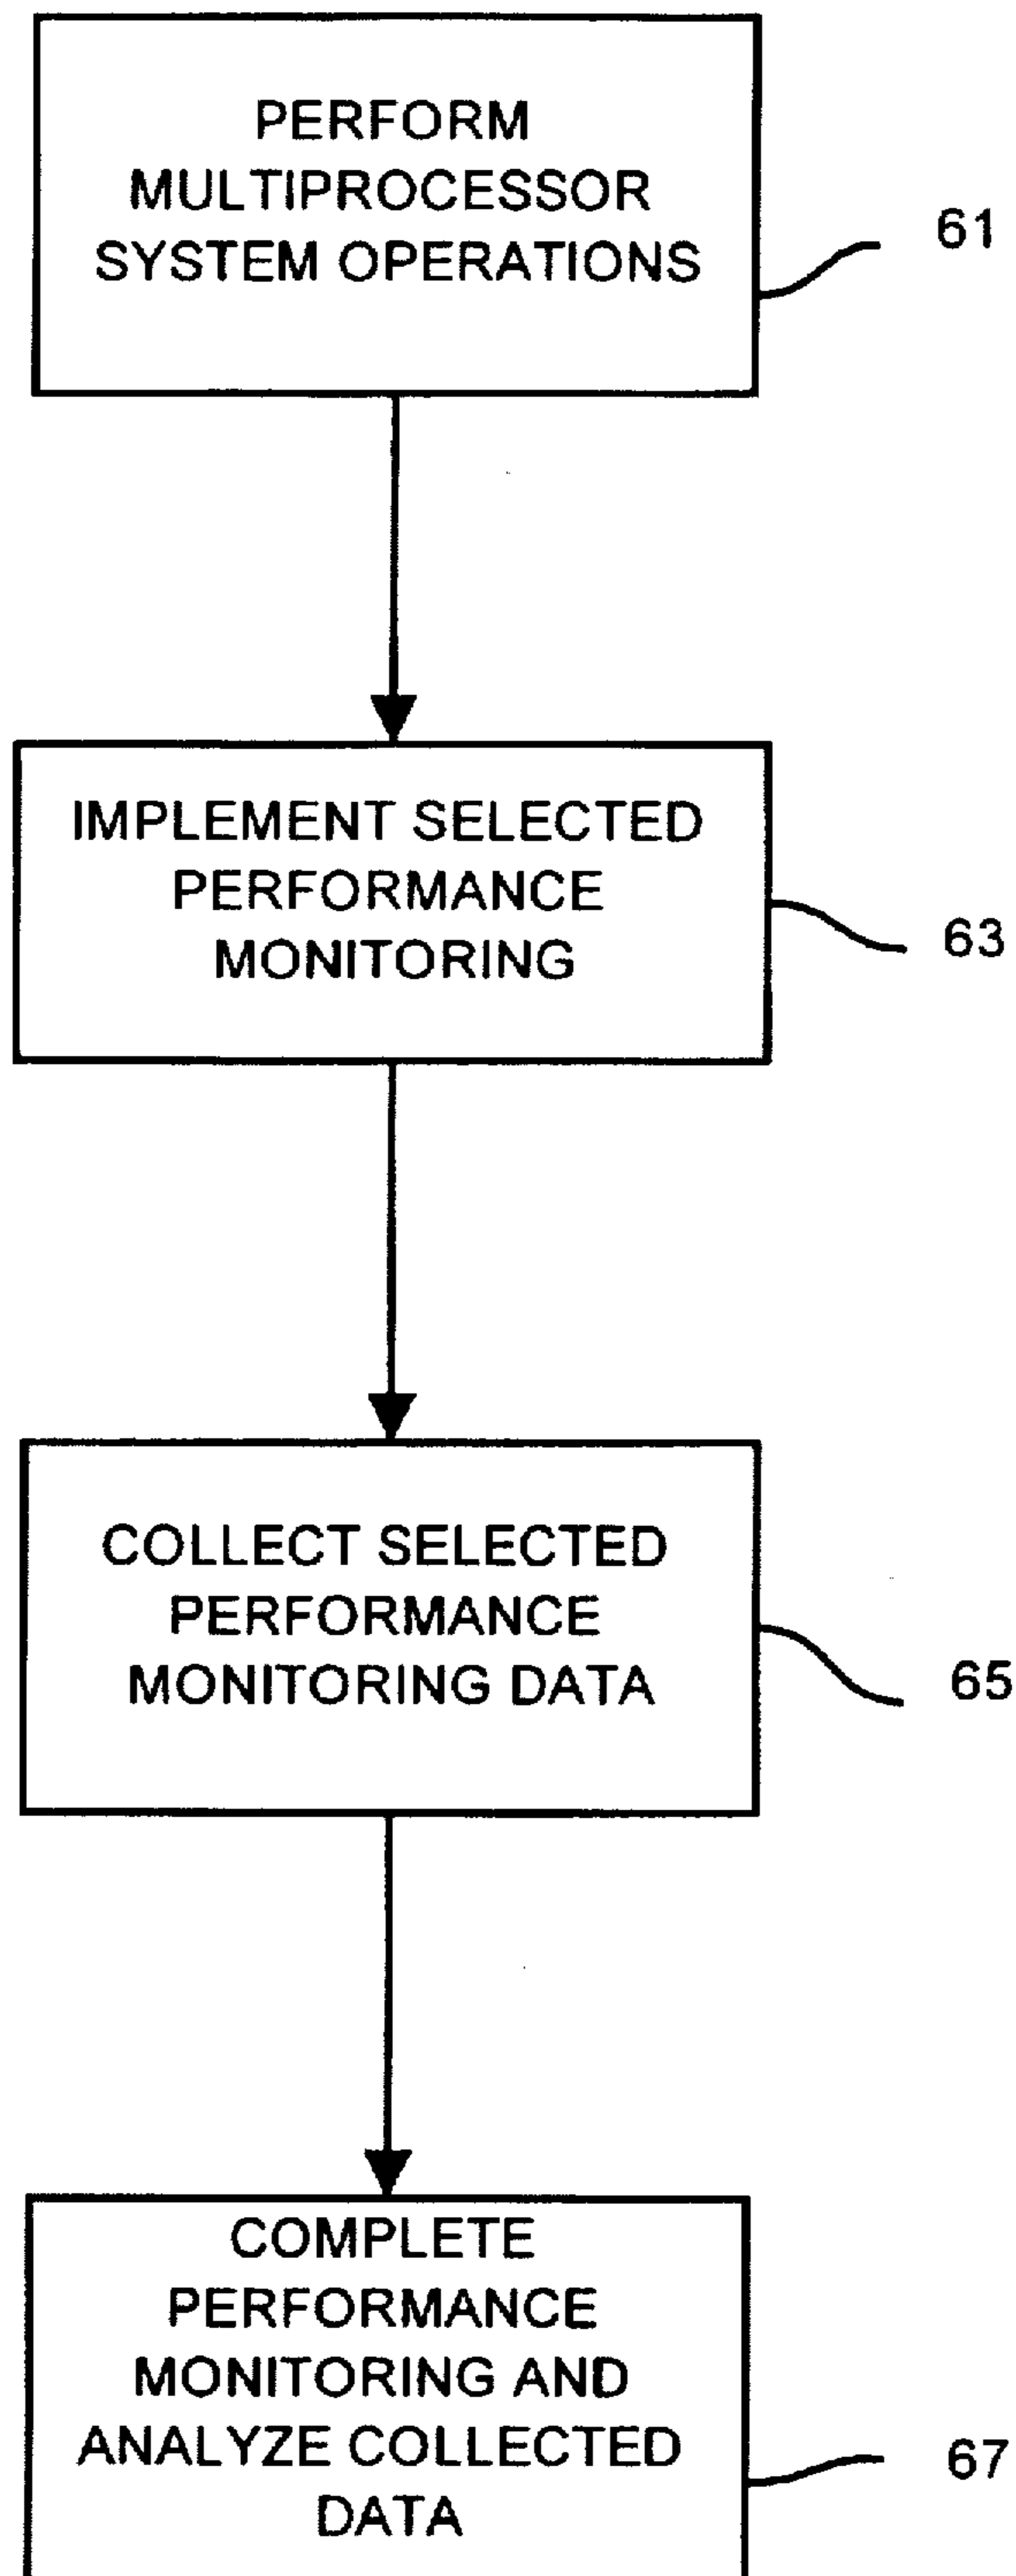 PERFORM
MULTIPROCESSOR
SYSTEM OPERATIONS
61
IMPLEMENT SELECTED
PERFORMANCE
MONITORING
63
COLLECT SELECTED
PERFORMANCE
MONITORING DATA
65
COMPLETE
PERFORMANCE
MONITORING AND
ANALYZE COLLECTED
DATA
67